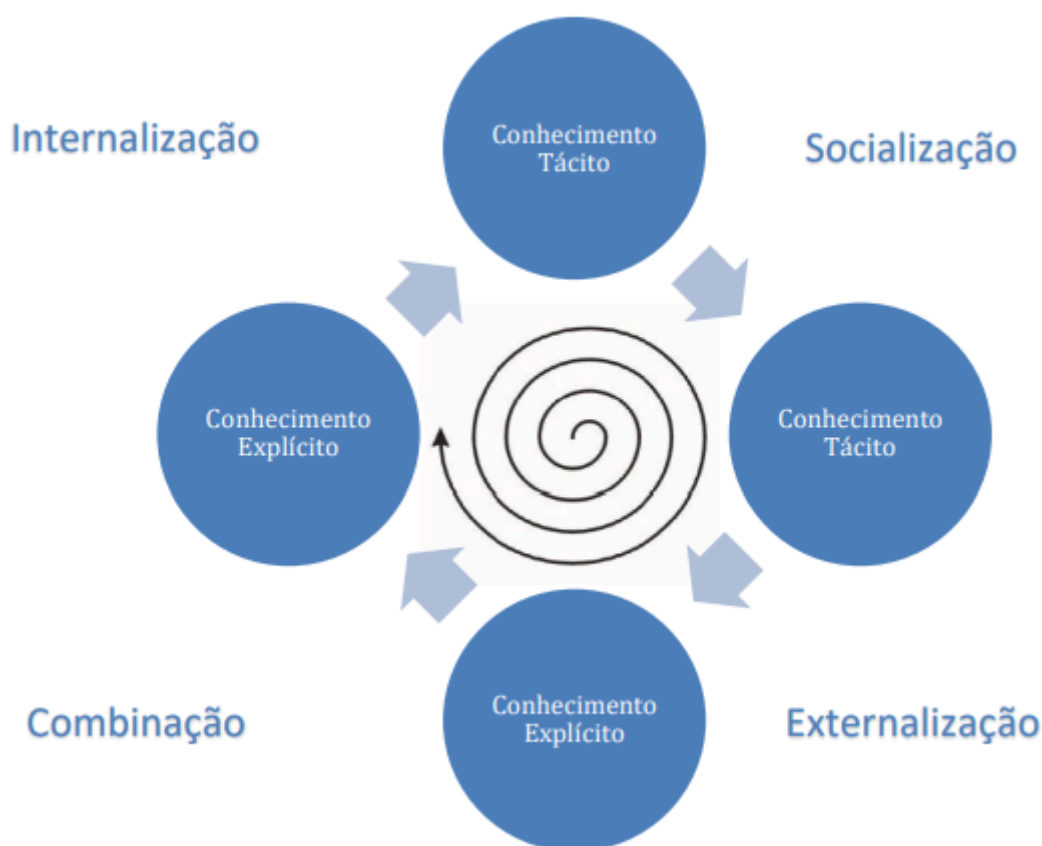 Conhecimento
Tácito
Internalização
Socialização
Conhecimento
Explícito
Conhecimento
Tácito
Conhecimento
Explícito
Combinação
Externalização